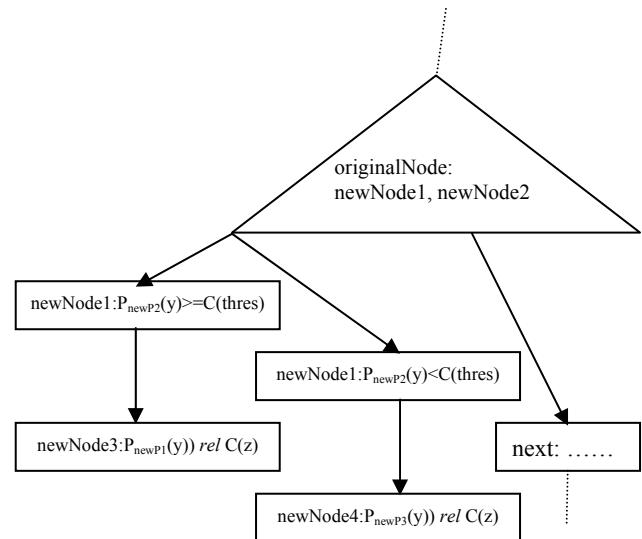 originalNode:
newNode1, newNode2
newNode1:PnewP2(y)>=C(thres)
newNode1:PnewP2(y)<C(thres)
newNode3:PnewP1(y)) rel C(z)
next: ……
newNode4:PnewP3(y)) rel C(z)